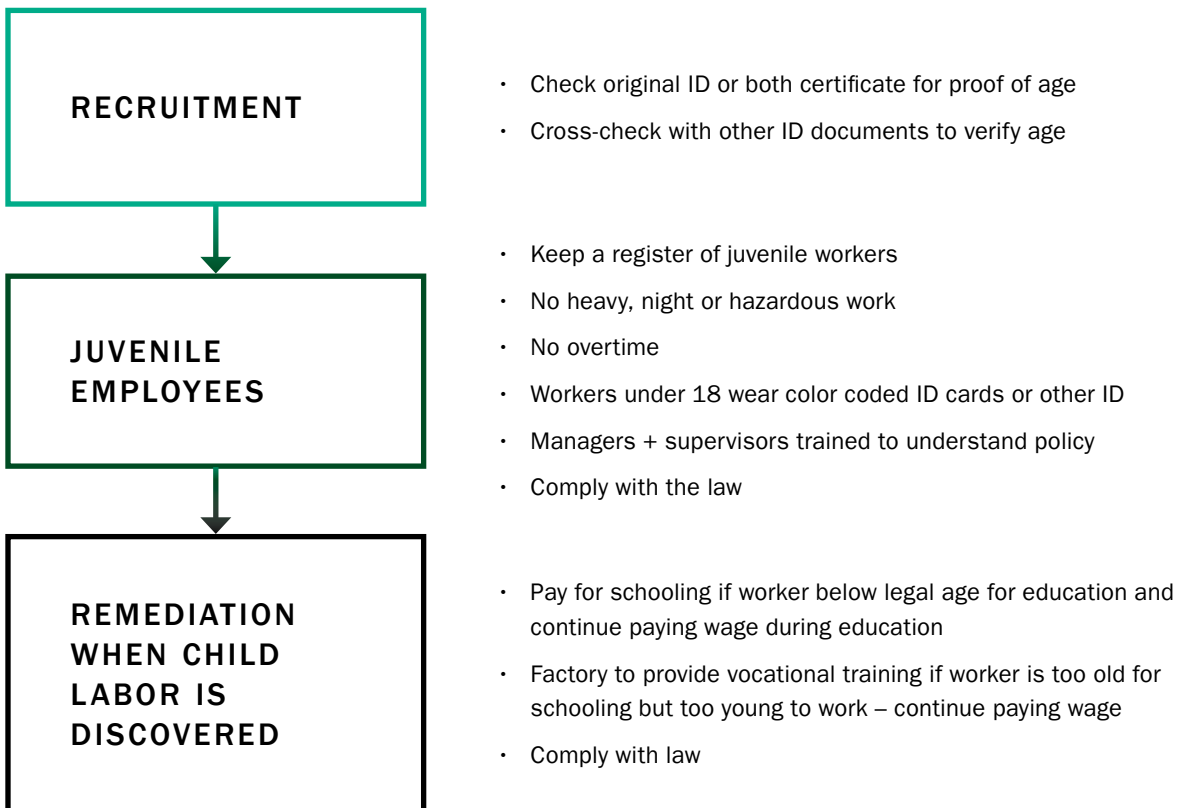 RECRUITMENT
• Check original ID or both certificate for proof of age
• Cross-check with other ID documents to verify age
JUVENILE
EMPLOYEES
• Keep a register of juvenile workers
• No heavy, night or hazardous work
• No overtime
• Workers under 18 wear color coded ID cards or other ID
• Managers + supervisors trained to understand policy
• Comply with the law
REMEDIATION
WHEN CHILD
LABOR IS
DISCOVERED
• Pay for schooling if worker below legal age for education and
continue paying wage during education
• Factory to provide vocational training if worker is too old for
schooling but too young to work – continue paying wage
• Comply with law